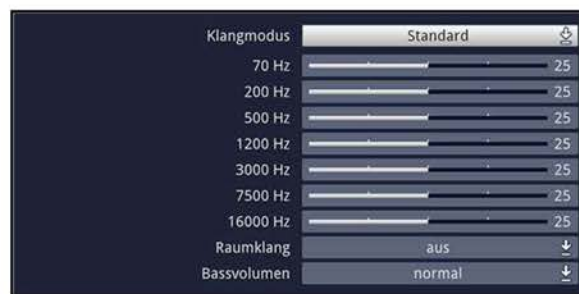 Klangmodus Standard
70 Hz 25
200 Hz 25
500 Hz 25
1200 Hz 25
3000 Hz 25
7500 Hz 25
16000 Hz 25
Raumklang aus
Bassvolumen normal